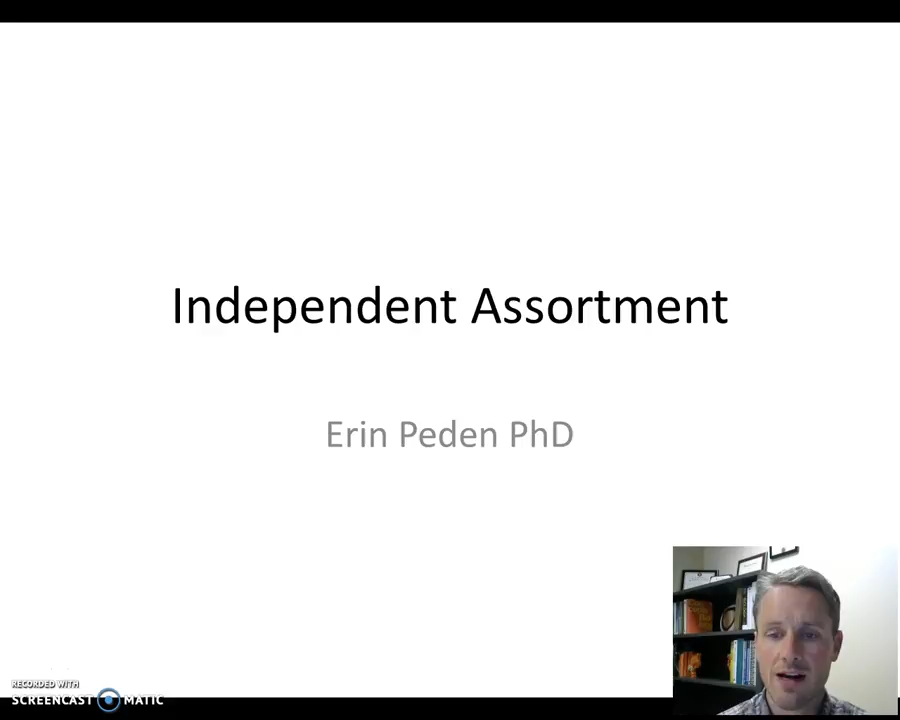 Independent Assortment
Erin Peden PhD
RECORDED WITH
SCREENCAST MATIC